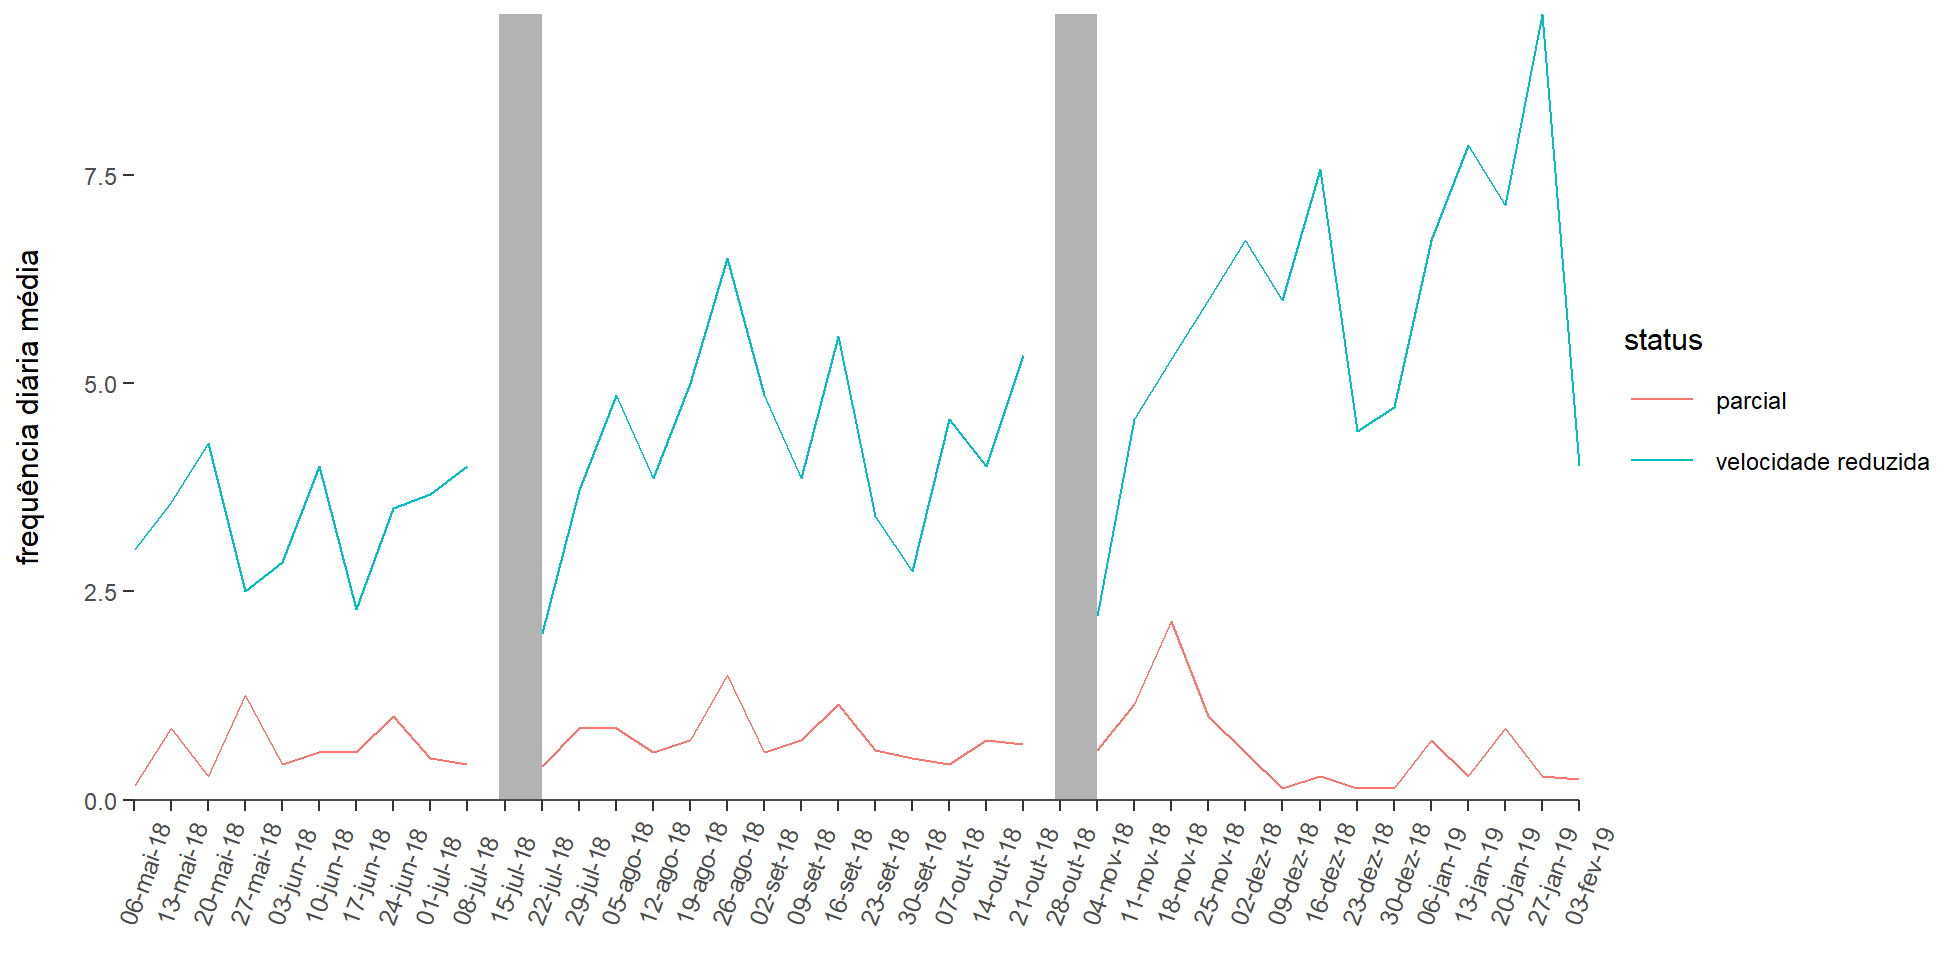 frequência diária média
7.5
5.0
2.5
0.0
06-mai-18
13-mai-18
20-mai-18
27-mai-18
03-jun-18
10-jun-18
17-jun-18
24-jun-18
01-jul-18
08-jul-18
15-jul-18
22-jul-18
29-jul-18
05-ago-18
12-ago-18
19-ago-18
26-ago-18
02-set-18
09-set-18
16-set-18
23-set-18
30-set-18
07-out-18
14-out-18
21-out-18
28-out-18
04-nov-18
11-nov-18
18-nov-18
25-nov-18
02-dez-18
09-dez-18
16-dez-18
23-dez-18
30-dez-18
06-jan-19
13-jan-19
20-jan-19
27-jan-19
03-fev-19
status
parcial
velocidade reduzida